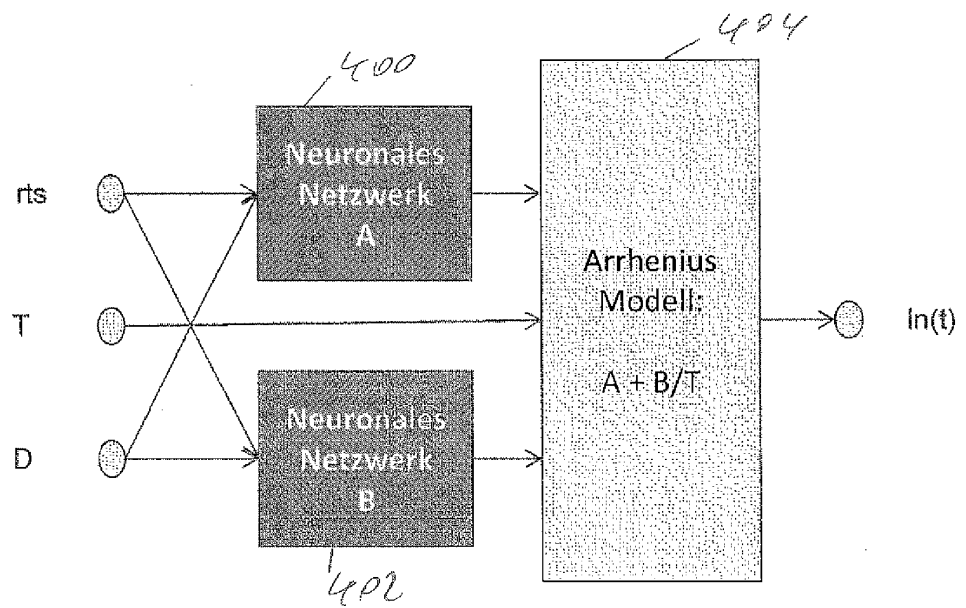 404
400
Neuronales
Netzwerk
A
rts
Arrhenius
Modell:
A + B/T
T
ln(t)
Neuronales
Netzwerk
B
D
402